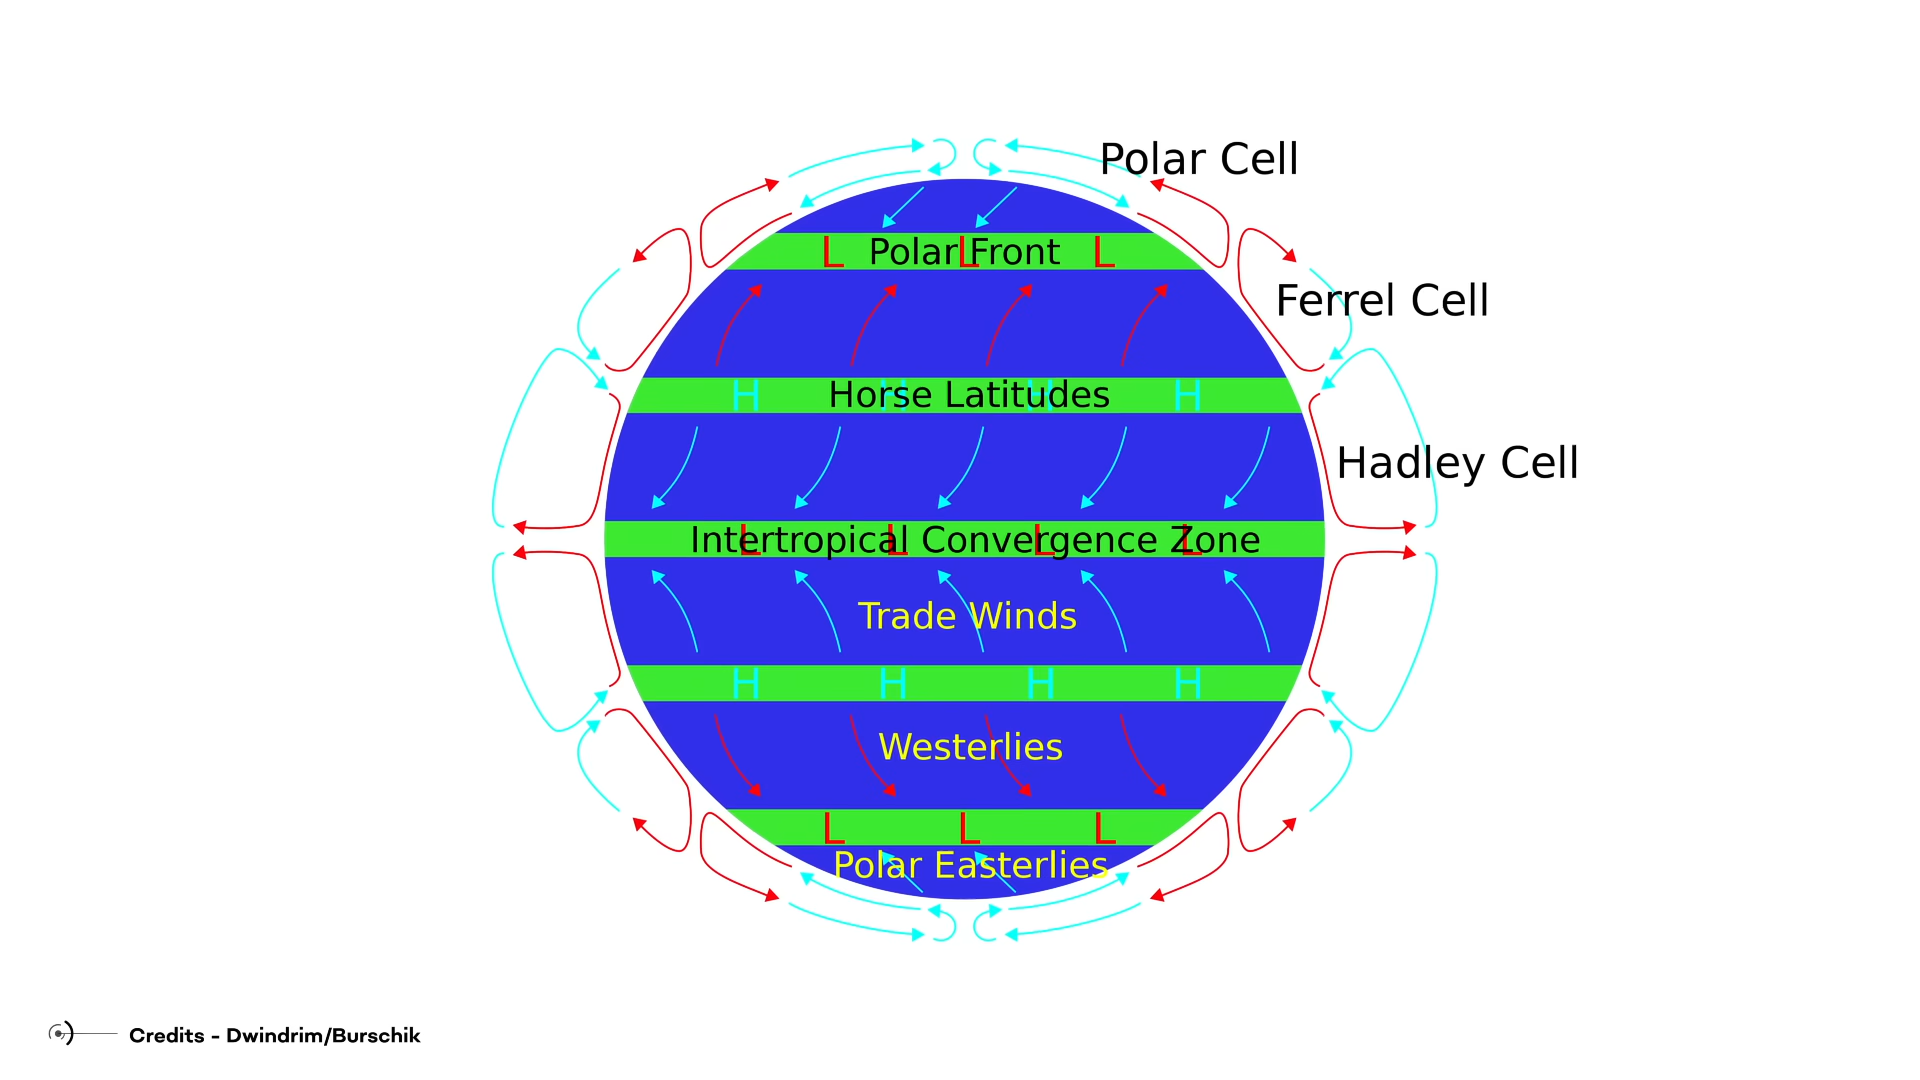 Polar Cell
L Polar Front L L
Ferrel Cell
H H Horse Latitudes H H
Hadley Cell
L L Intertropical Convergence Zone L L
Trade Winds
H H H H
Westerlies
L L L
Polar Easterlies
Credits - Dwindrim/Burschik